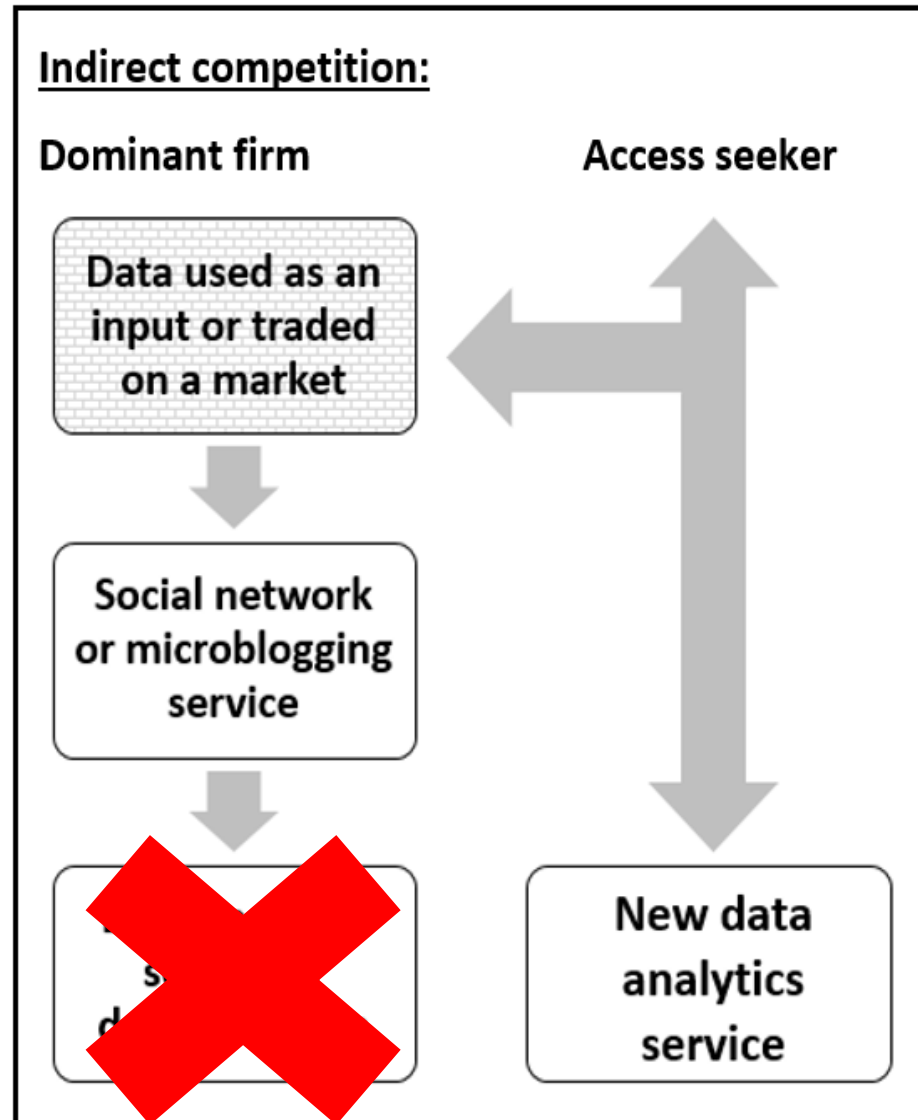 Indirect competition:
Dominant firm
Access seeker
Data used as an
input or traded
on a market
Social network
or microblogging
service
New data
analytics
service